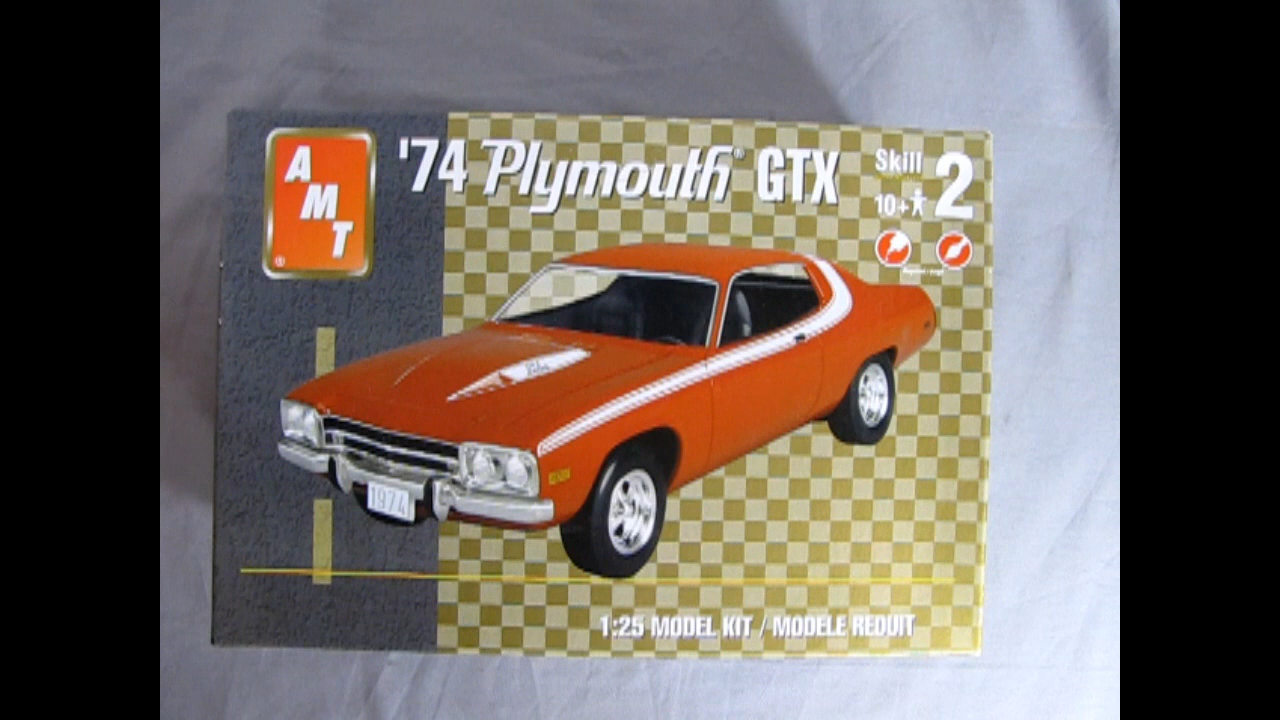 AMT
®
'74 Plymouth® GTX
Skill 2
10+
1974
1:25 MODEL KIT / MODELE REDUIT